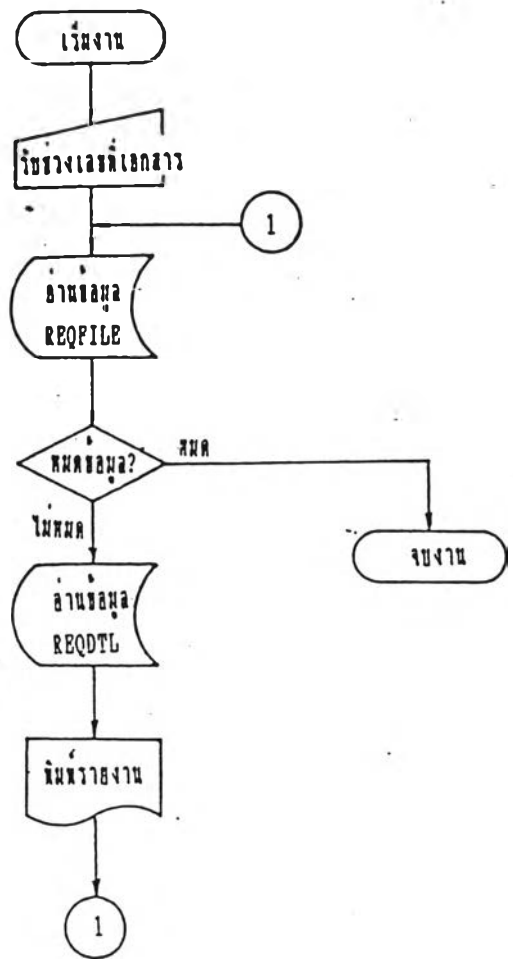 เริ่มงาน
รับช่วงเลขที่เอกสาร
1
อ่านข้อมูล
REQFILE
หมดข้อมูล?
หมด
ไม่หมด
จบงาน
อ่านข้อมูล
REQDTL
พิมพ์รายงาน
1